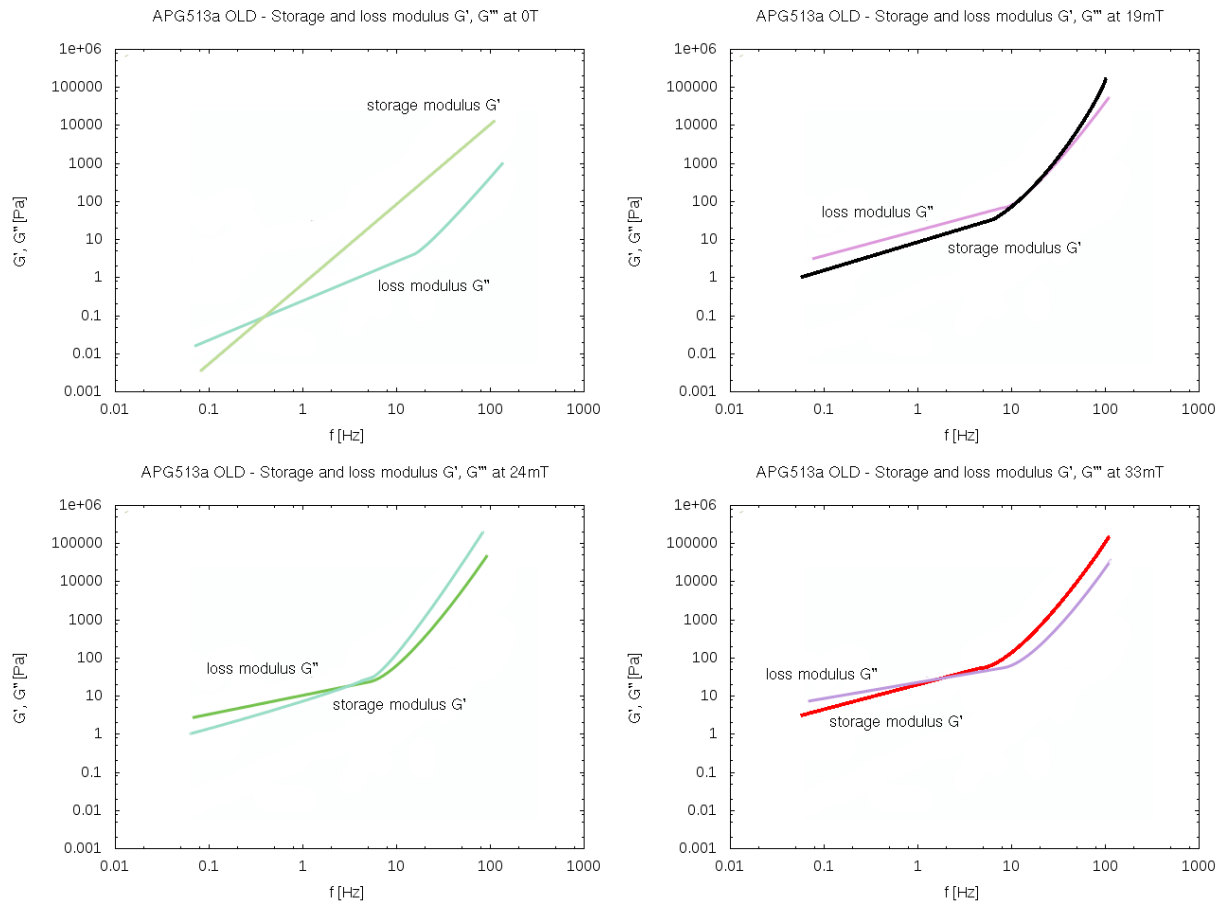 APG513a OLD - Storage and loss modulus G', G''' at 0T
1e+06
100000
10000
1000
100
10
1
0.1
0.01
0.001
G', G'' [Pa]
storage modulus G'
loss modulus G''
0.01 0.1 1 10 100 1000
f [Hz]
APG513a OLD - Storage and loss modulus G', G''' at 19mT
1e+06
100000
10000
1000
100
10
1
0.1
0.01
0.001
G', G'' [Pa]
loss modulus G''
storage modulus G'
0.01 0.1 1 10 100 1000
f [Hz]
APG513a OLD - Storage and loss modulus G', G''' at 24mT
1e+06
100000
10000
1000
100
10
1
0.1
0.01
0.001
G', G'' [Pa]
loss modulus G''
storage modulus G'
0.01 0.1 1 10 100 1000
f [Hz]
APG513a OLD - Storage and loss modulus G', G''' at 33mT
1e+06
100000
10000
1000
100
10
1
0.1
0.01
0.001
G', G'' [Pa]
loss modulus G''
storage modulus G'
0.01 0.1 1 10 100 1000
f [Hz]